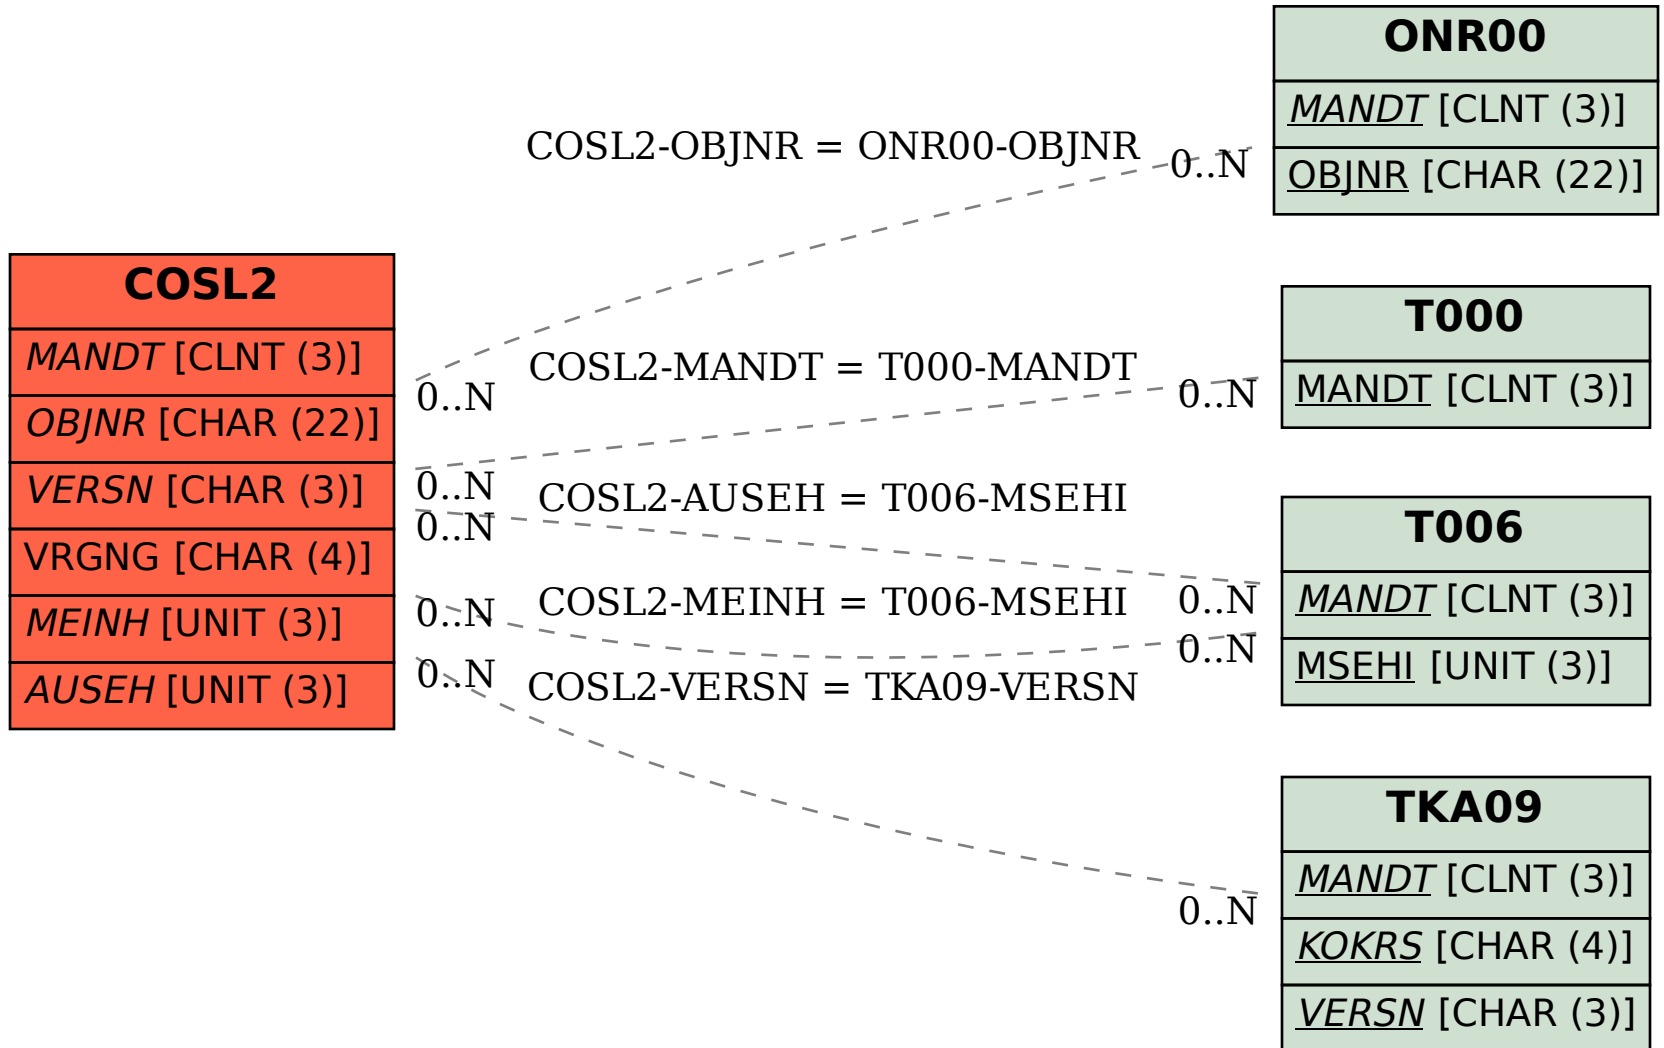 COSL2
MANDT [CLNT (3)]
OBJNR [CHAR (22)]
VERSN [CHAR (3)]
VRGNG [CHAR (4)]
MEINH [UNIT (3)]
AUSEH [UNIT (3)]
COSL2-OBJNR = ONR00-OBJNR
0..N
0..N
COSL2-MANDT = T000-MANDT
0..N
0..N
COSL2-AUSEH = T006-MSEHI
0..N
0..N
COSL2-MEINH = T006-MSEHI
0..N
0..N
COSL2-VERSN = TKA09-VERSN
0..N
0..N
ONR00
MANDT [CLNT (3)]
OBJNR [CHAR (22)]
T000
MANDT [CLNT (3)]
T006
MANDT [CLNT (3)]
MSEHI [UNIT (3)]
TKA09
MANDT [CLNT (3)]
KOKRS [CHAR (4)]
VERSN [CHAR (3)]